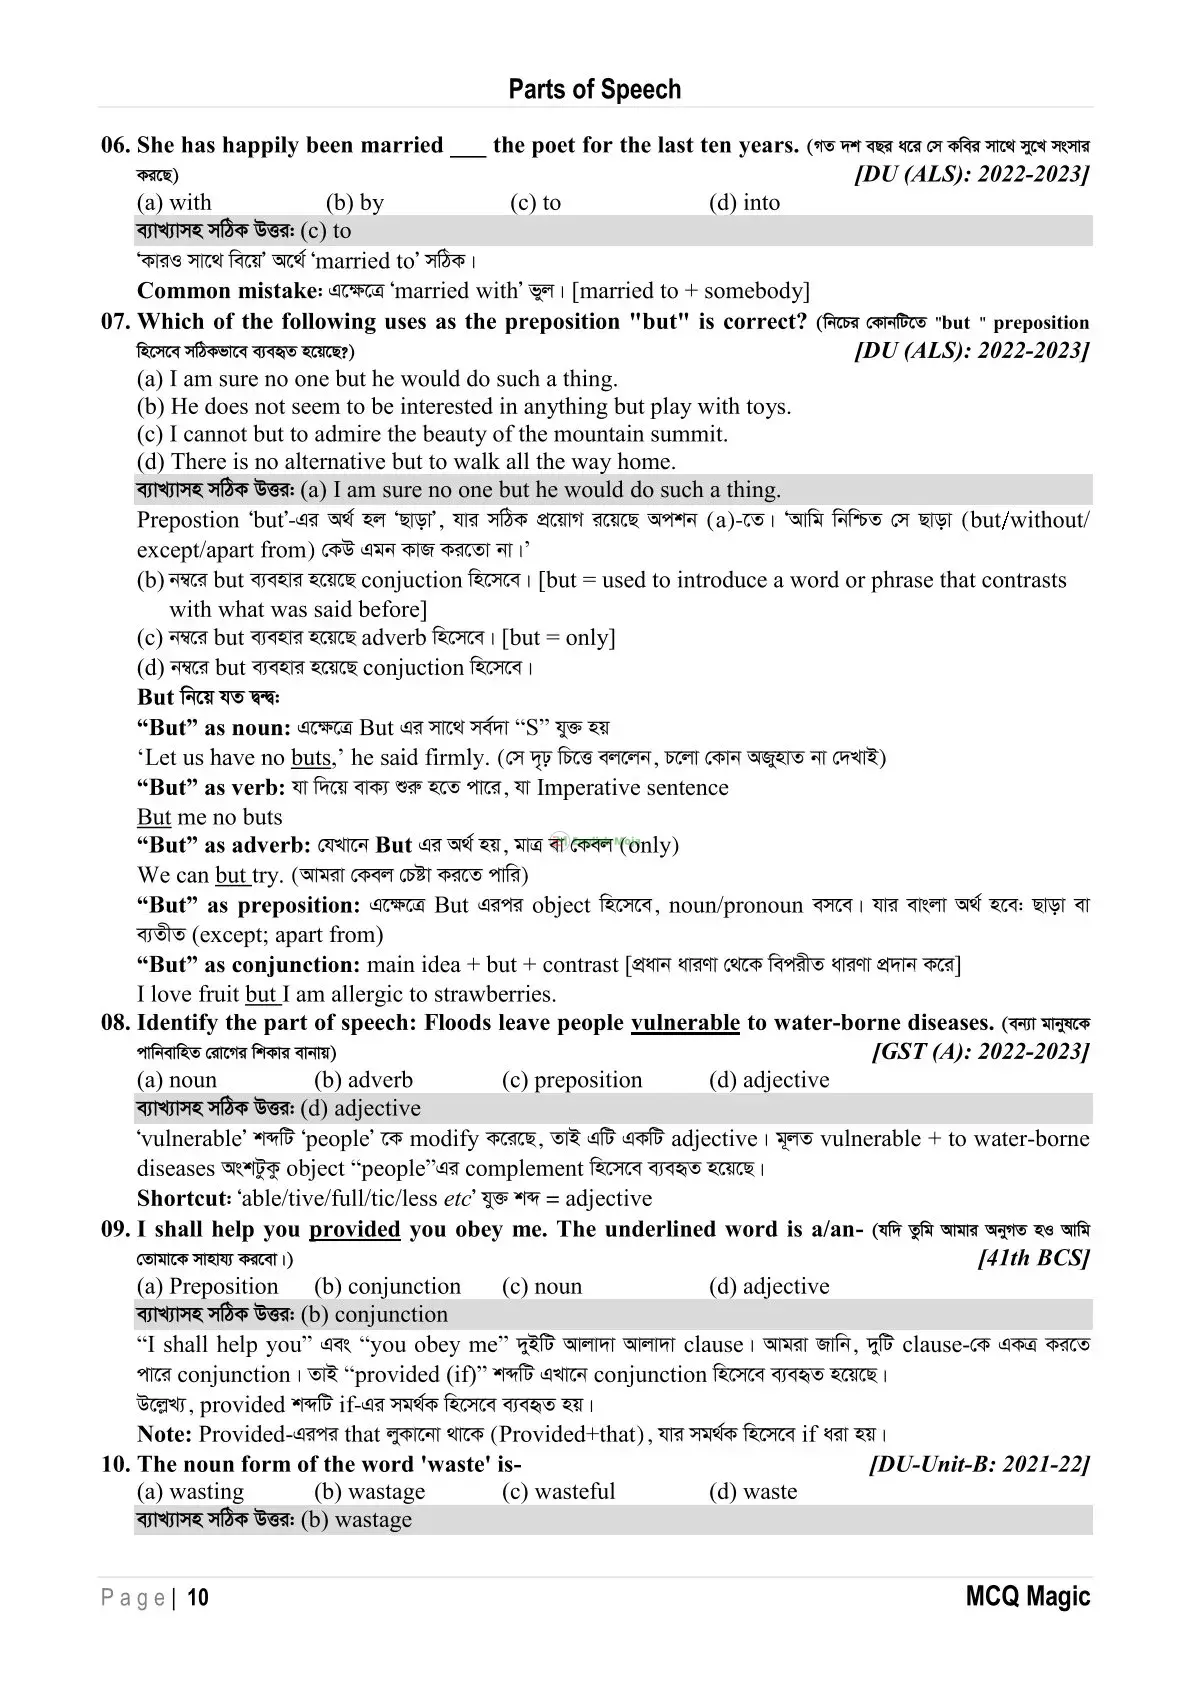 Parts of Speech
06. She has happily been married ___ the poet for the last ten years. (গত দশ বছর ধরে সে কবির সাথে সুখে সংসার
করছে) [DU (ALS): 2022-2023]
(a) with (b) by (c) to (d) into
ব্যাখ্যাসহ সঠিক উত্তর: (c) to
‘কারও সাথে বিয়ে’ অর্থে ‘married to’ সঠিক।
Common mistake: এক্ষেত্রে ‘married with’ ভুল। [married to + somebody]
07. Which of the following uses as the preposition "but" is correct? (নিচের কোনটিতে "but " preposition
হিসেবে সঠিকভাবে ব্যবহৃত হয়েছে?) [DU (ALS): 2022-2023]
(a) I am sure no one but he would do such a thing.
(b) He does not seem to be interested in anything but play with toys.
(c) I cannot but to admire the beauty of the mountain summit.
(d) There is no alternative but to walk all the way home.
ব্যাখ্যাসহ সঠিক উত্তর: (a) I am sure no one but he would do such a thing.
Prepostion ‘but’-এর অর্থ হল ‘ছাড়া’, যার সঠিক প্রয়োগ রয়েছে অপশন (a)-তে। ‘আমি নিশ্চিত সে ছাড়া (but/without/
except/apart from) কেউ এমন কাজ করতো না।’
(b) নম্বরে but ব্যবহার হয়েছে conjuction হিসেবে। [but = used to introduce a word or phrase that contrasts
with what was said before]
(c) নম্বরে but ব্যবহার হয়েছে adverb হিসেবে। [but = only]
(d) নম্বরে but ব্যবহার হয়েছে conjuction হিসেবে।
But নিয়ে যত দ্বন্দ্ব:
“But” as noun: এক্ষেত্রে But এর সাথে সর্বদা “S” যুক্ত হয়
‘Let us have no buts,’ he said firmly. (সে দৃঢ় চিত্তে বললেন, চলো কোন অজুহাত না দেখাই)
“But” as verb: যা দিয়ে বাক্য শুরু হতে পারে, যা Imperative sentence
But me no buts
“But” as adverb: যেখানে But এর অর্থ হয়, মাত্র বা কেবল (only)
We can but try. (আমরা কেবল চেষ্টা করতে পারি)
“But” as preposition: এক্ষেত্রে But এরপর object হিসেবে, noun/pronoun বসবে। যার বাংলা অর্থ হবে: ছাড়া বা
ব্যতীত (except; apart from)
“But” as conjunction: main idea + but + contrast [প্রধান ধারণা থেকে বিপরীত ধারণা প্রদান করে]
I love fruit but I am allergic to strawberries.
08. Identify the part of speech: Floods leave people vulnerable to water-borne diseases. (বন্যা মানুষকে
পানিবাহিত রোগের শিকার বানায়) [GST (A): 2022-2023]
(a) noun (b) adverb (c) preposition (d) adjective
ব্যাখ্যাসহ সঠিক উত্তর: (d) adjective
‘vulnerable’ শব্দটি ‘people’ কে modify করেছে, তাই এটি একটি adjective। মূলত vulnerable + to water-borne
diseases অংশটুকু object “people”এর complement হিসেবে ব্যবহৃত হয়েছে।
Shortcut: ‘able/tive/full/tic/less etc’ যুক্ত শব্দ = adjective
09. I shall help you provided you obey me. The underlined word is a/an- (যদি তুমি আমার অনুগত হও আমি
তোমাকে সাহায্য করবো।) [41th BCS]
(a) Preposition (b) conjunction (c) noun (d) adjective
ব্যাখ্যাসহ সঠিক উত্তর: (b) conjunction
“I shall help you” এবং “you obey me” দুইটি আলাদা আলাদা clause। আমরা জানি, দুটি clause-কে একত্র করতে
পারে conjunction। তাই “provided (if)” শব্দটি এখানে conjunction হিসেবে ব্যবহৃত হয়েছে।
উল্লেখ্য, provided শব্দটি if-এর সমর্থক হিসেবে ব্যবহৃত হয়।
Note: Provided-এরপর that লুকানো থাকে (Provided+that), যার সমর্থক হিসেবে if ধরা হয়।
10. The noun form of the word 'waste' is- [DU-Unit-B: 2021-22]
(a) wasting (b) wastage (c) wasteful (d) waste
ব্যাখ্যাসহ সঠিক উত্তর: (b) wastage
Page| 10 MCQ Magic